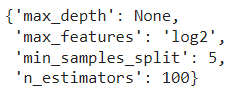 {'max_depth': None,
 'max_features': 'log2',
 'min_samples_split': 5,
 'n_estimators': 100}